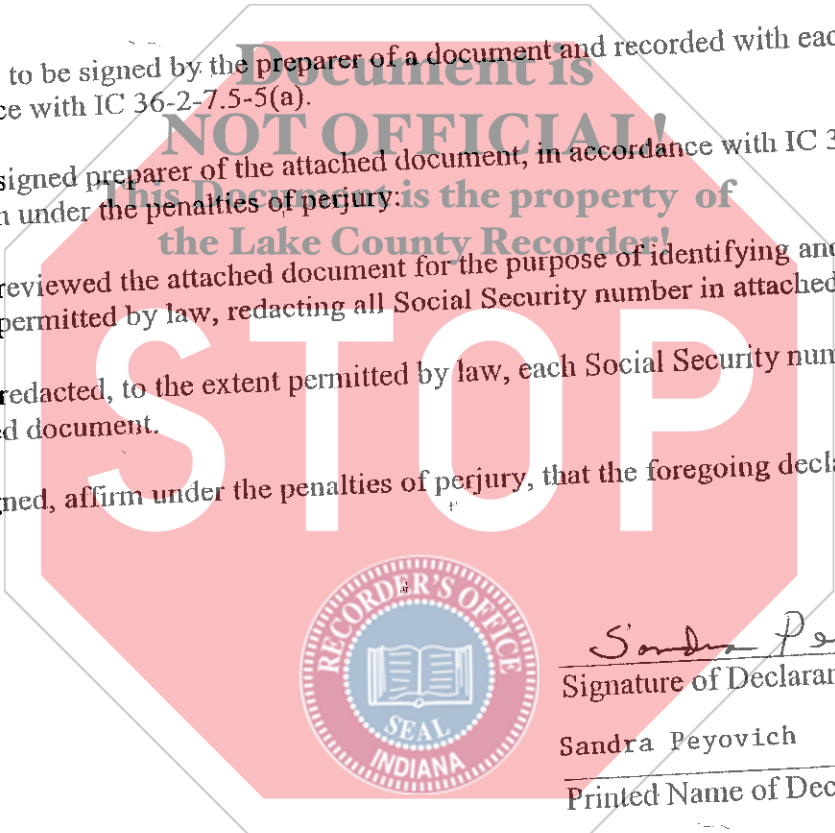 to be signed by the preparer of a document and recorded with eac
ce with IC 36-2-7.5-5(a).
signed preparer of the attached document, in accordance with IC 3
n under the penalties of perjury:
reviewed the attached document for the purpose of identifying and
permitted by law, redacting all Social Security number in attached
redacted, to the extent permitted by law, each Social Security num
ed document.
gned, affirm under the penalties of perjury, that the foregoing decla
Document is
NOT OFFICIAL!
This Document is the property of
the Lake County Recorder!
STOP
RECORDER'S OFFICE
SEAL
INDIANA
Sandra Pe
Signature of Declaran
Sandra Peyovich
Printed Name of Dec